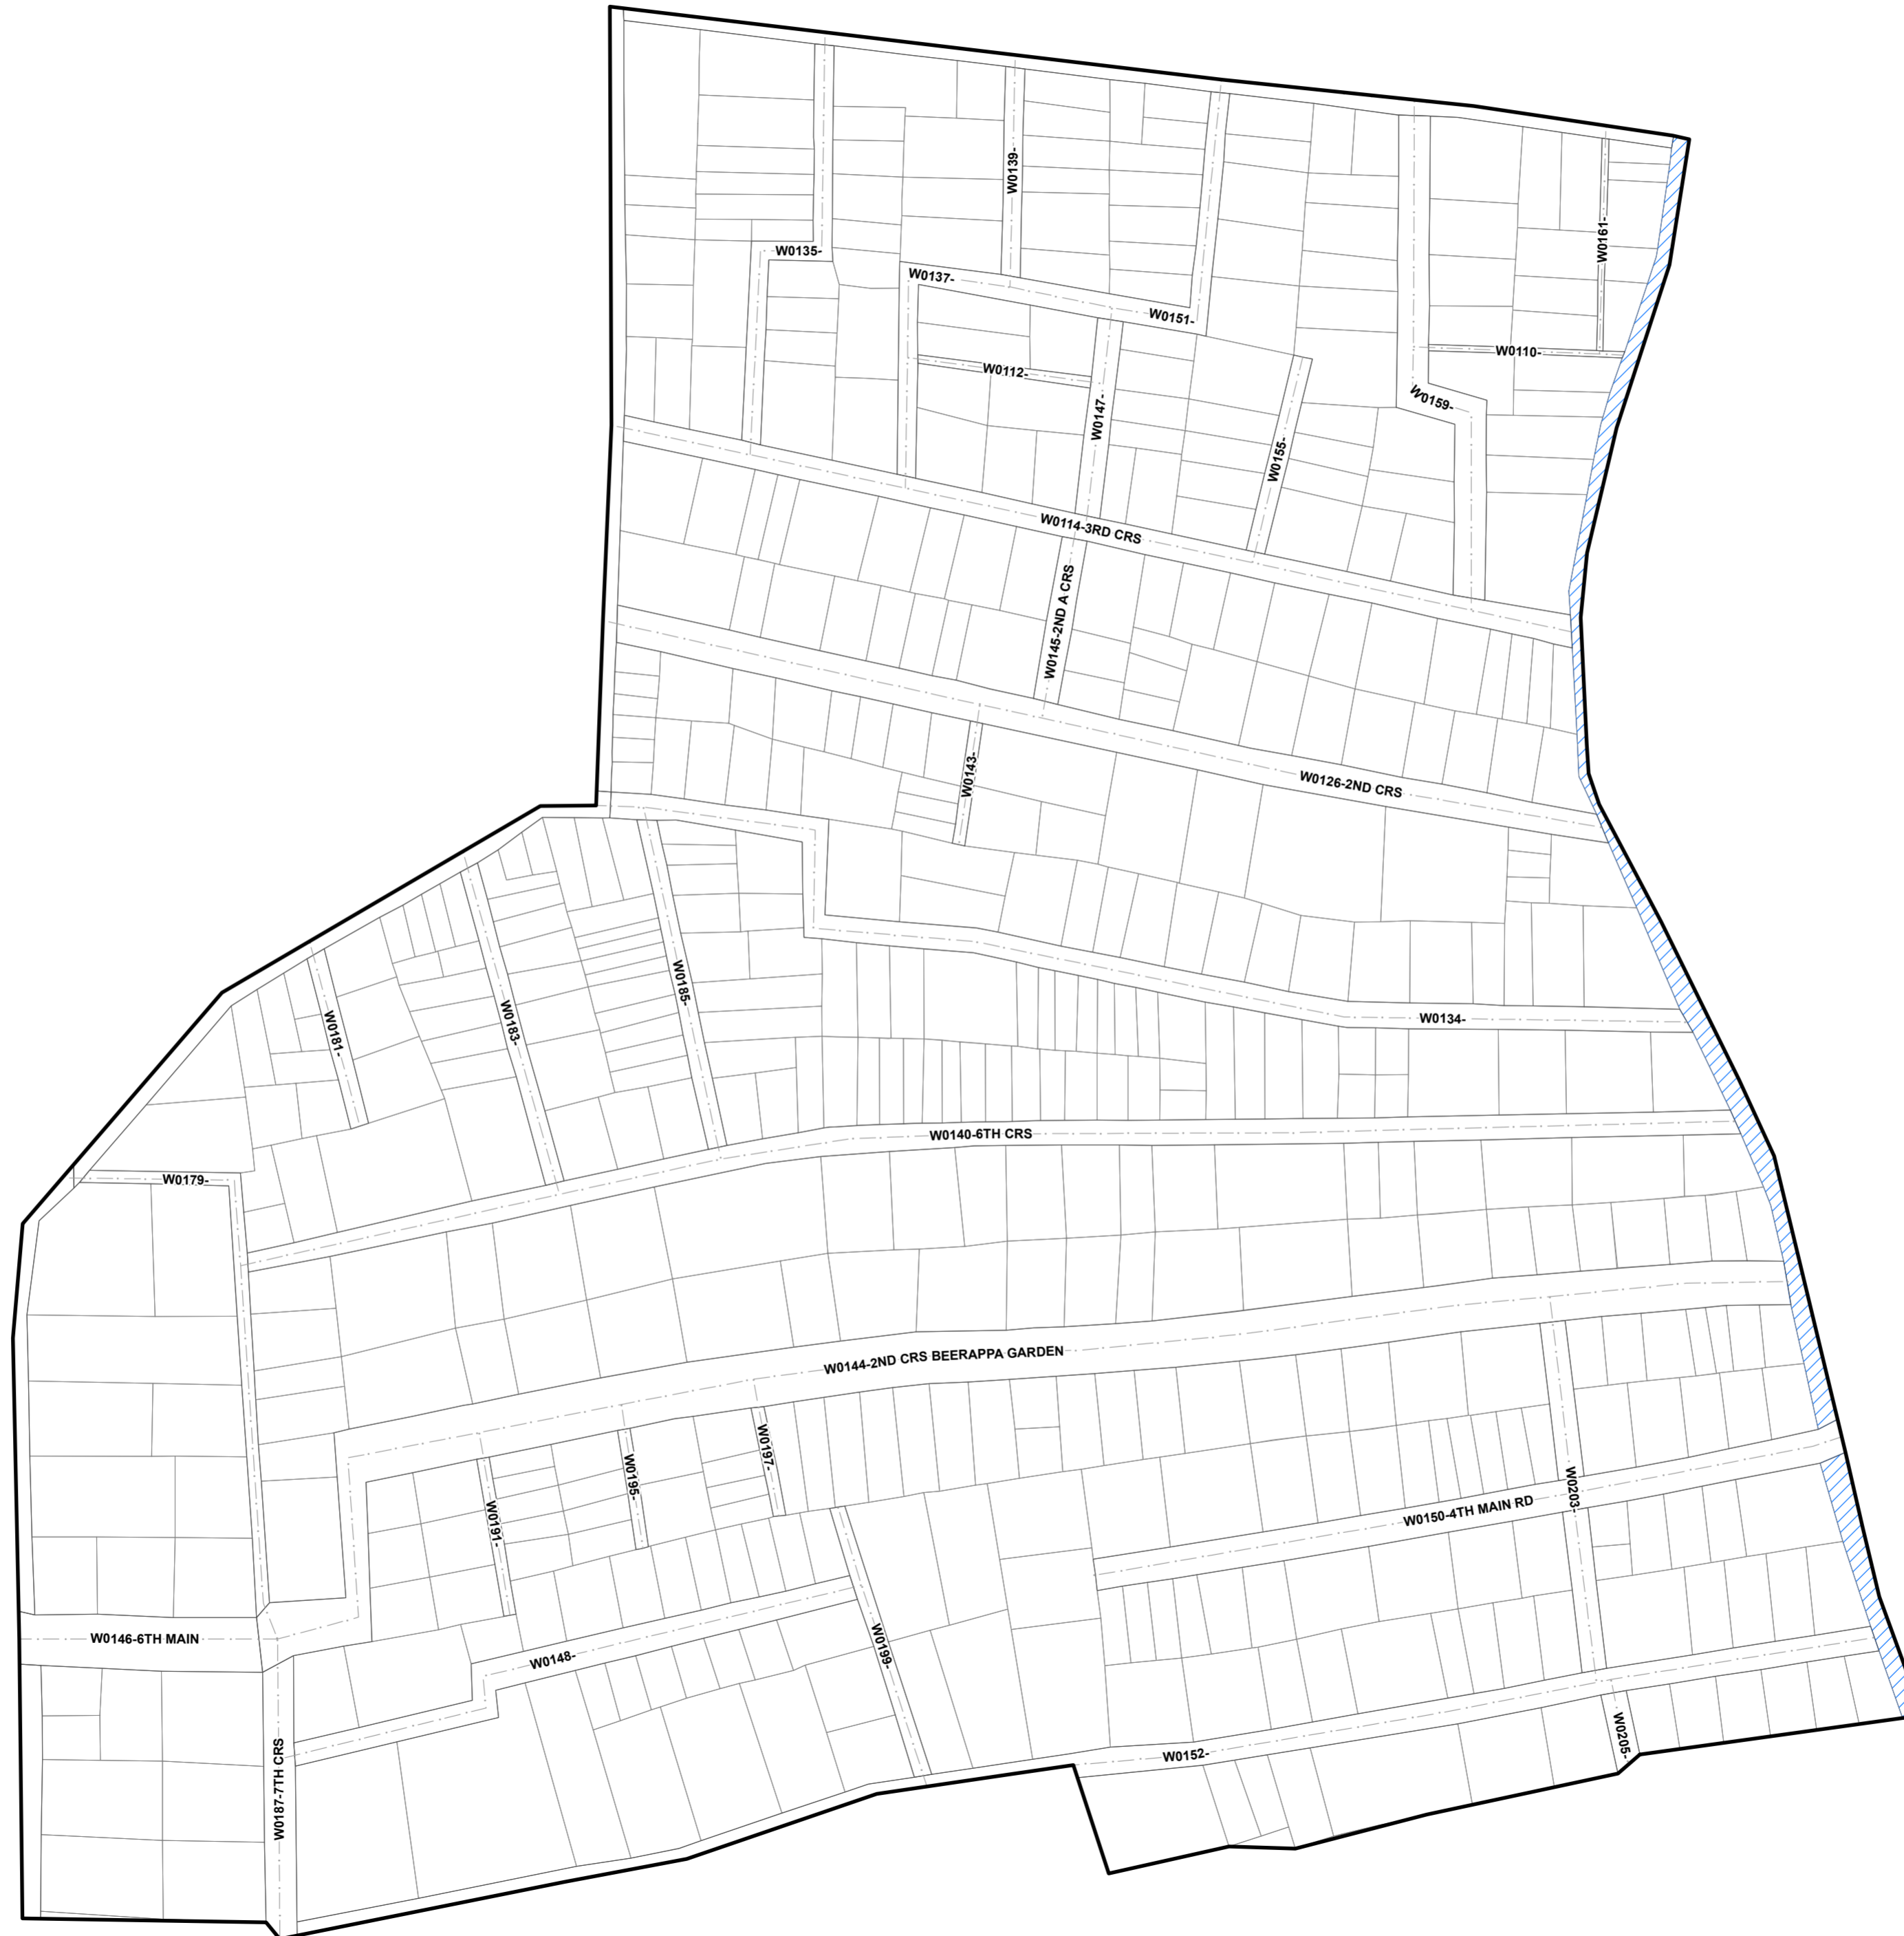 W0139-
W0161-
W0135-
W0137-
W0151-
W0110-
W0112-
W0159-
W0147-
W0155-
W0114-3RD CRS
W0145-2ND A CRS
W0143-
W0126-2ND CRS
W0185-
W0183-
W0181-
W0134-
W0140-6TH CRS
W0179-
W0144-2ND CRS BEERAPPA GARDEN
W0197-
W0195-
W0203-
W0191-
W0150-4TH MAIN RD
W0146-6TH MAIN
W0199-
W0148-
W0205-
W0152-
W0187-7TH CRS